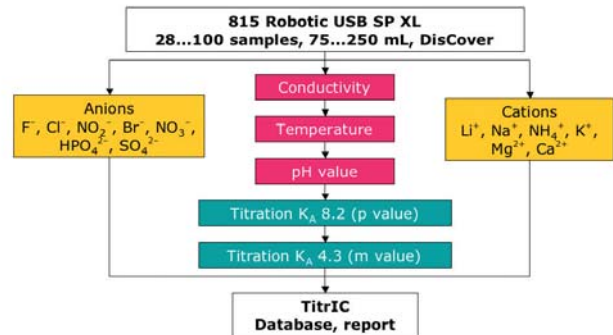 815 Robotic USB SP XL
28...100 samples, 75...250 mL, DisCover
Anions
F⁻, Cl⁻, NO₂⁻, Br⁻, NO₃⁻,
HPO₄²⁻, SO₄²⁻
Conductivity
Temperature
pH value
Cations
Li⁺, Na⁺, NH₄⁺, K⁺,
Mg²⁺, Ca²⁺
Titration K_A 8.2 (p value)
Titration K_A 4.3 (m value)
TitrIC
Database, report